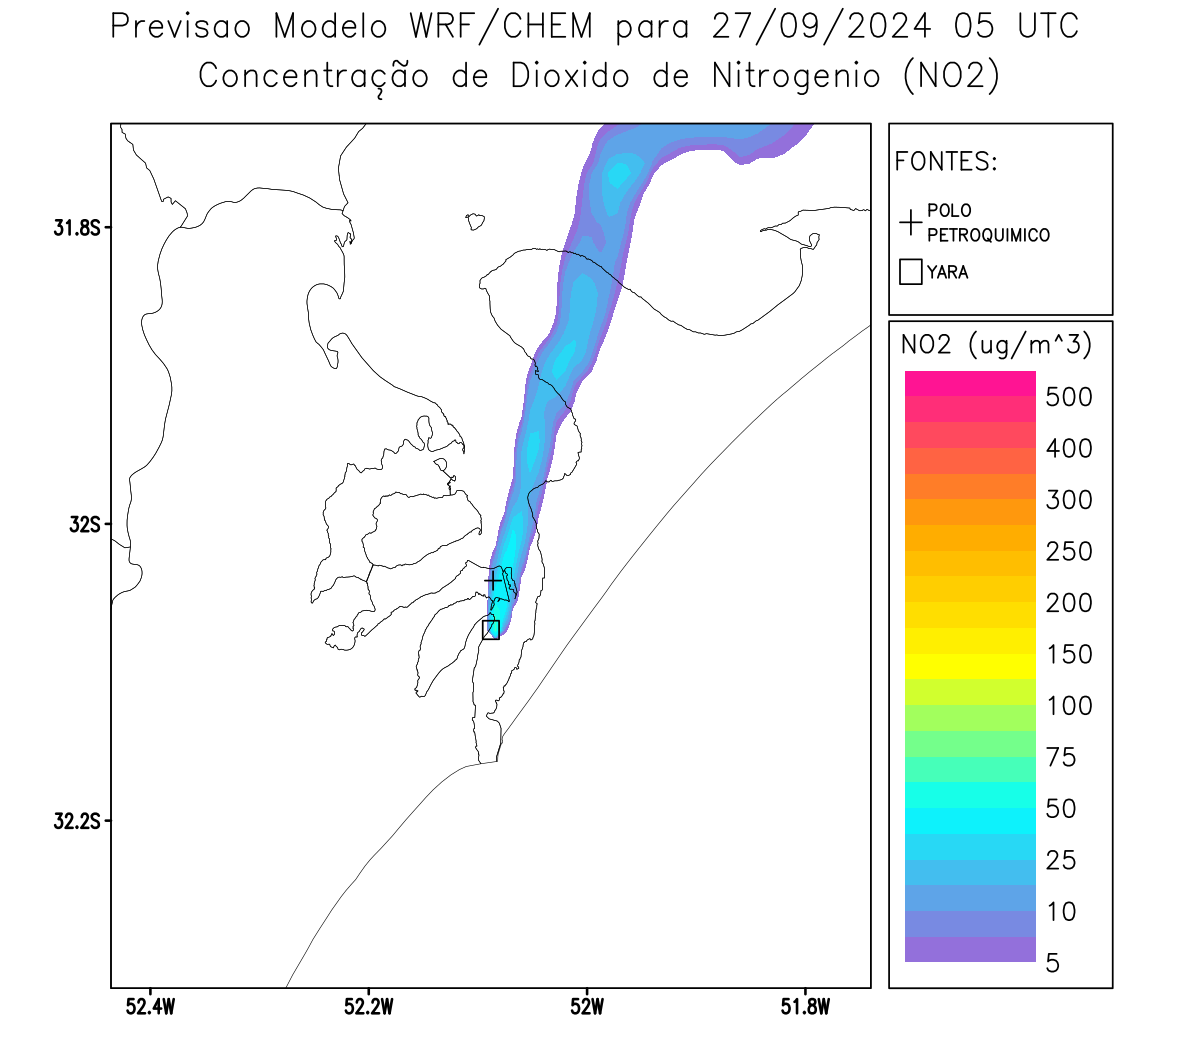 Previsao Modelo WRF/CHEM para 27/09/2024 05 UTC
Concentração de Dioxido de Nitrogenio (NO2)
FONTES:
POLO
PETROQUIMICO
YARA
31.8S
32S
32.2S
52.4W
52.2W
52W
51.8W
NO2 (ug/m^3)
500
400
300
250
200
150
100
75
50
25
10
5